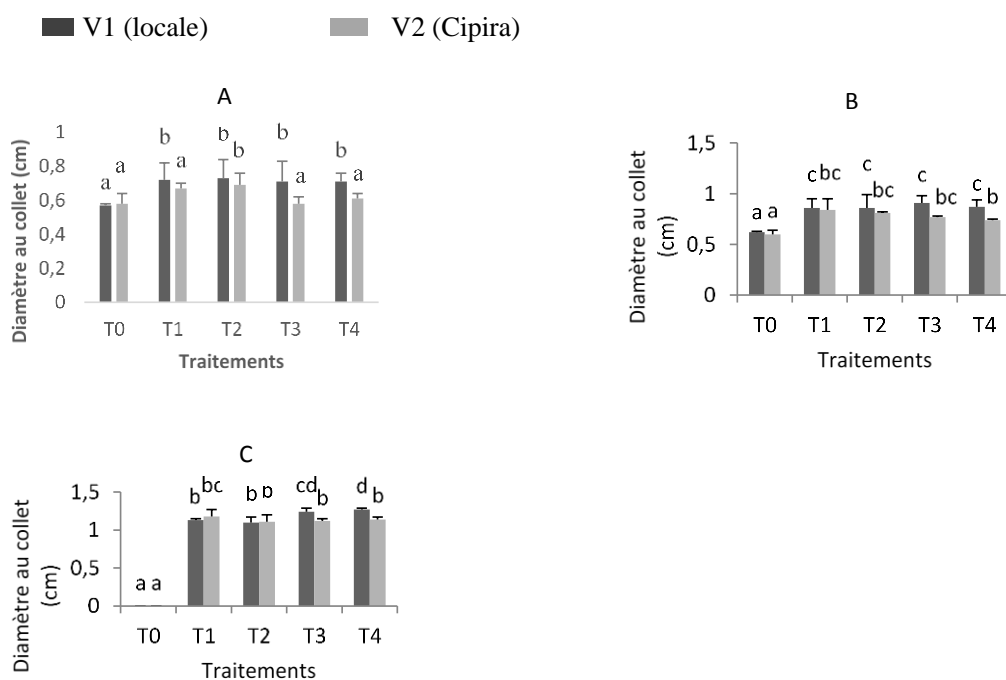 V1 (locale) V2 (Cipira)
A
Diamètre au collet (cm)
1
0,8
0,6
0,4
0,2
0
a a b a b b b a b a
T0 T1 T2 T3 T4
Traitements
B
Diamètre au collet
(cm)
1,5
1
0,5
0
a a c bc c bc c bc c b
T0 T1 T2 T3 T4
Traitements
C
Diamètre au collet
(cm)
1,5
1
0,5
0
a a b bc b b cd b d b
T0 T1 T2 T3 T4
Traitements